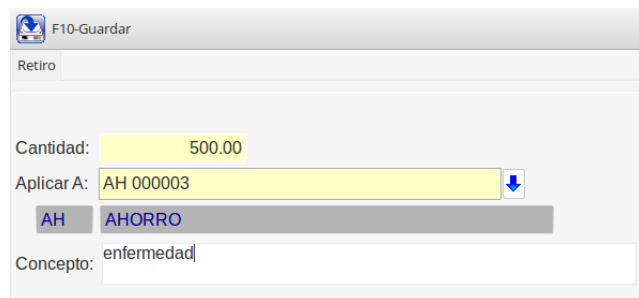 F10-Guardar
Retiro
Cantidad: 500.00
Aplicar A: AH 000003
AH AHORRO
Concepto: enfermedad